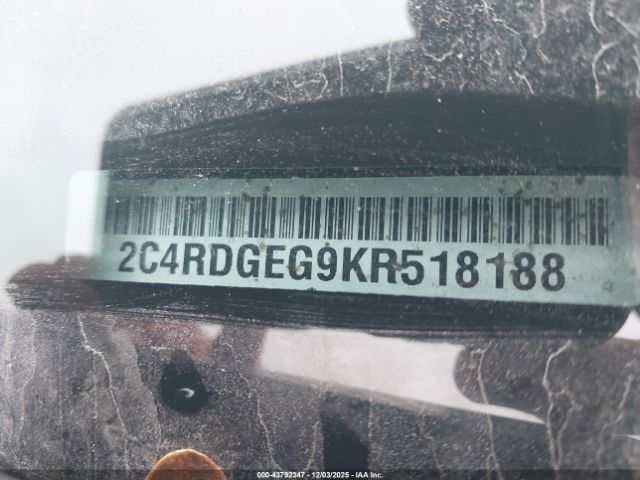 2C4RDGEG9KR518188
000-43792347 - 12/03/2025 - IAA Inc.